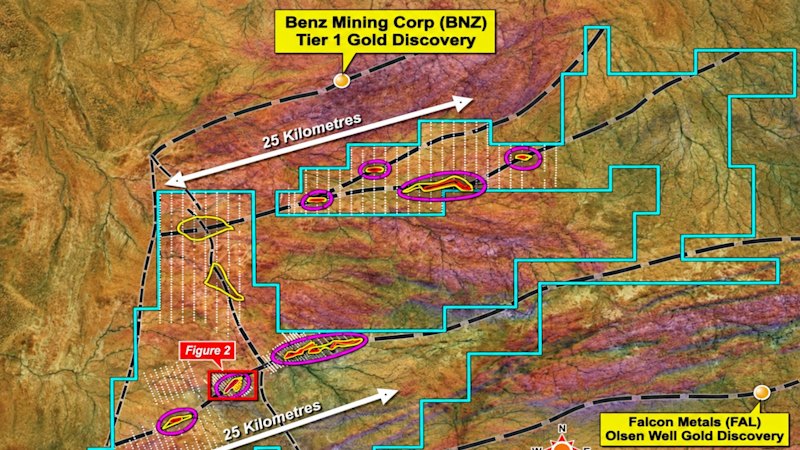 Benz Mining Corp (BNZ)
Tier 1 Gold Discovery
25 Kilometres
Figure 2
25 Kilometres
Falcon Metals (FAL)
Olsen Well Gold Discovery
N
W
E